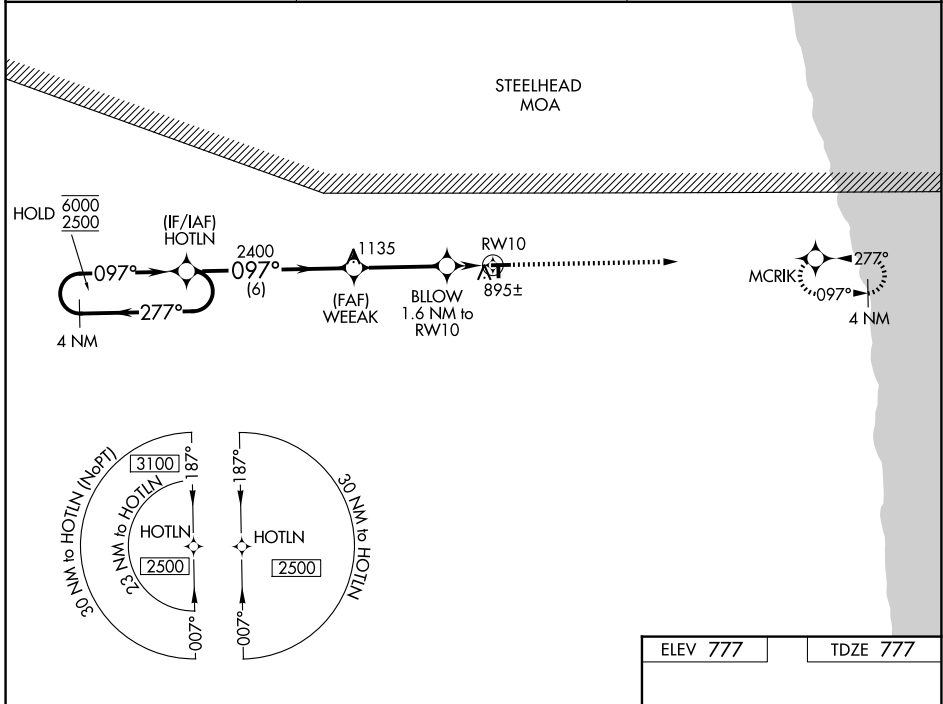 STEELHEAD
MOA
HOLD 6000
2500
(IF/IAF)
HOTLN
097°
277°
4 NM
2400
097°
(6)
1135
(FAF)
WEEAK
BLLOW
1.6 NM to
RW10
RW10
895±
MCRIK
277°
097°
4 NM
30 NM to HOTLN (NoPT)
3100
187°
23 NM to HOTLN
HOTLN
2500
007°
187°
HOTLN
2500
007°
30 NM to HOTLN
ELEV 777
TDZE 777